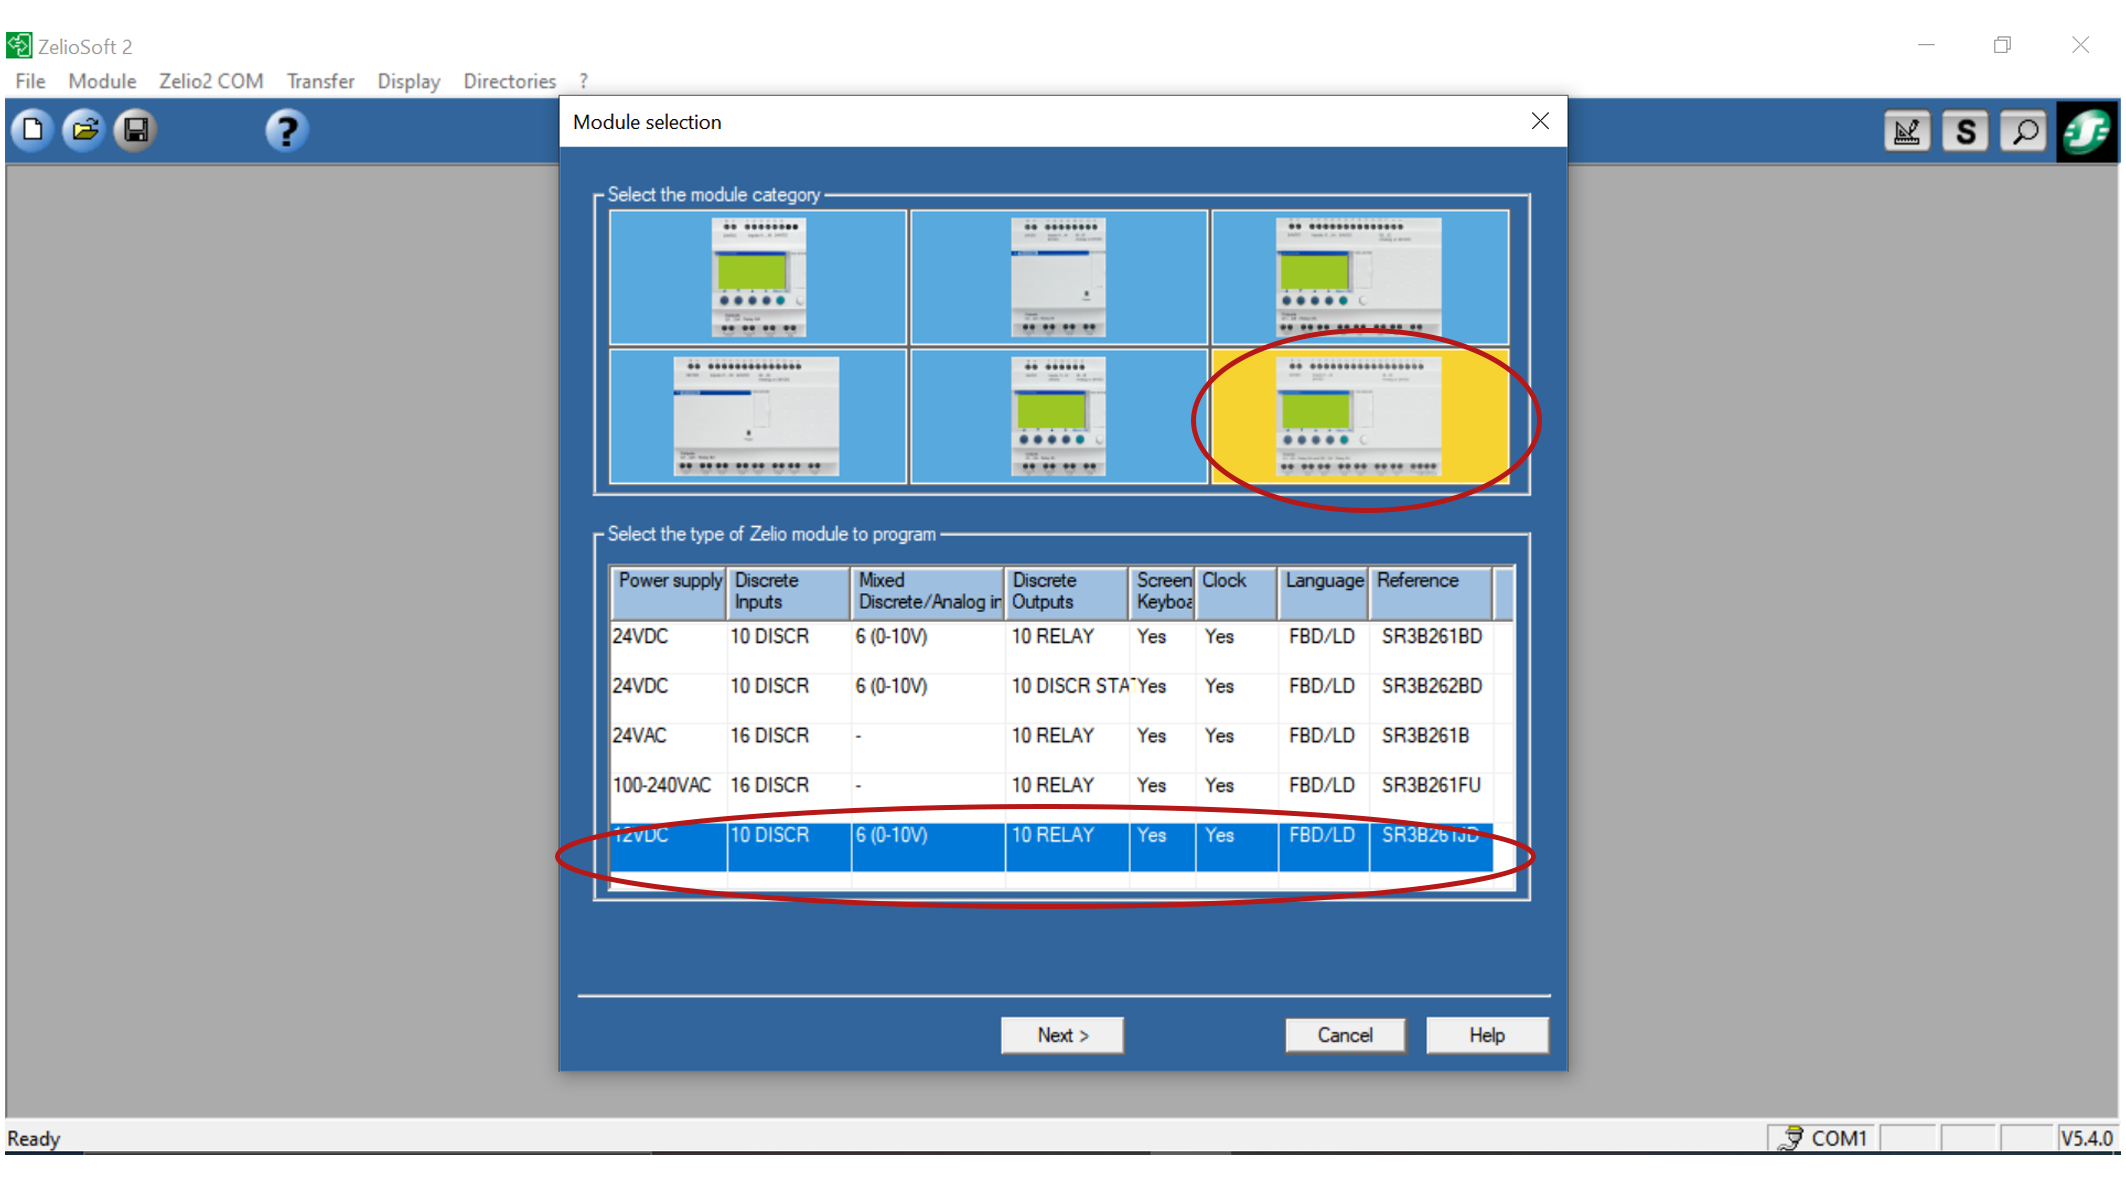 ZelioSoft 2
File Module Zelio2 COM Transfer Display Directories ?
Module selection
S
Select the module category
Select the type of Zelio module to program
Power supply Discrete Inputs Mixed Discrete/Analog in Discrete Outputs Screen Keyboa Clock Language Reference
24VDC 10 DISCR 6 (0-10V) 10 RELAY Yes Yes FBD/LD SR3B261BD
24VDC 10 DISCR 6 (0-10V) 10 DISCR STAT Yes Yes FBD/LD SR3B262BD
24VAC 16 DISCR - 10 RELAY Yes Yes FBD/LD SR3B261B
100-240VAC 16 DISCR - 10 RELAY Yes Yes FBD/LD SR3B261FU
12VDC 10 DISCR 6 (0-10V) 10 RELAY Yes Yes FBD/LD SR3B261JD
Next > Cancel Help
Ready COM1 V5.4.0